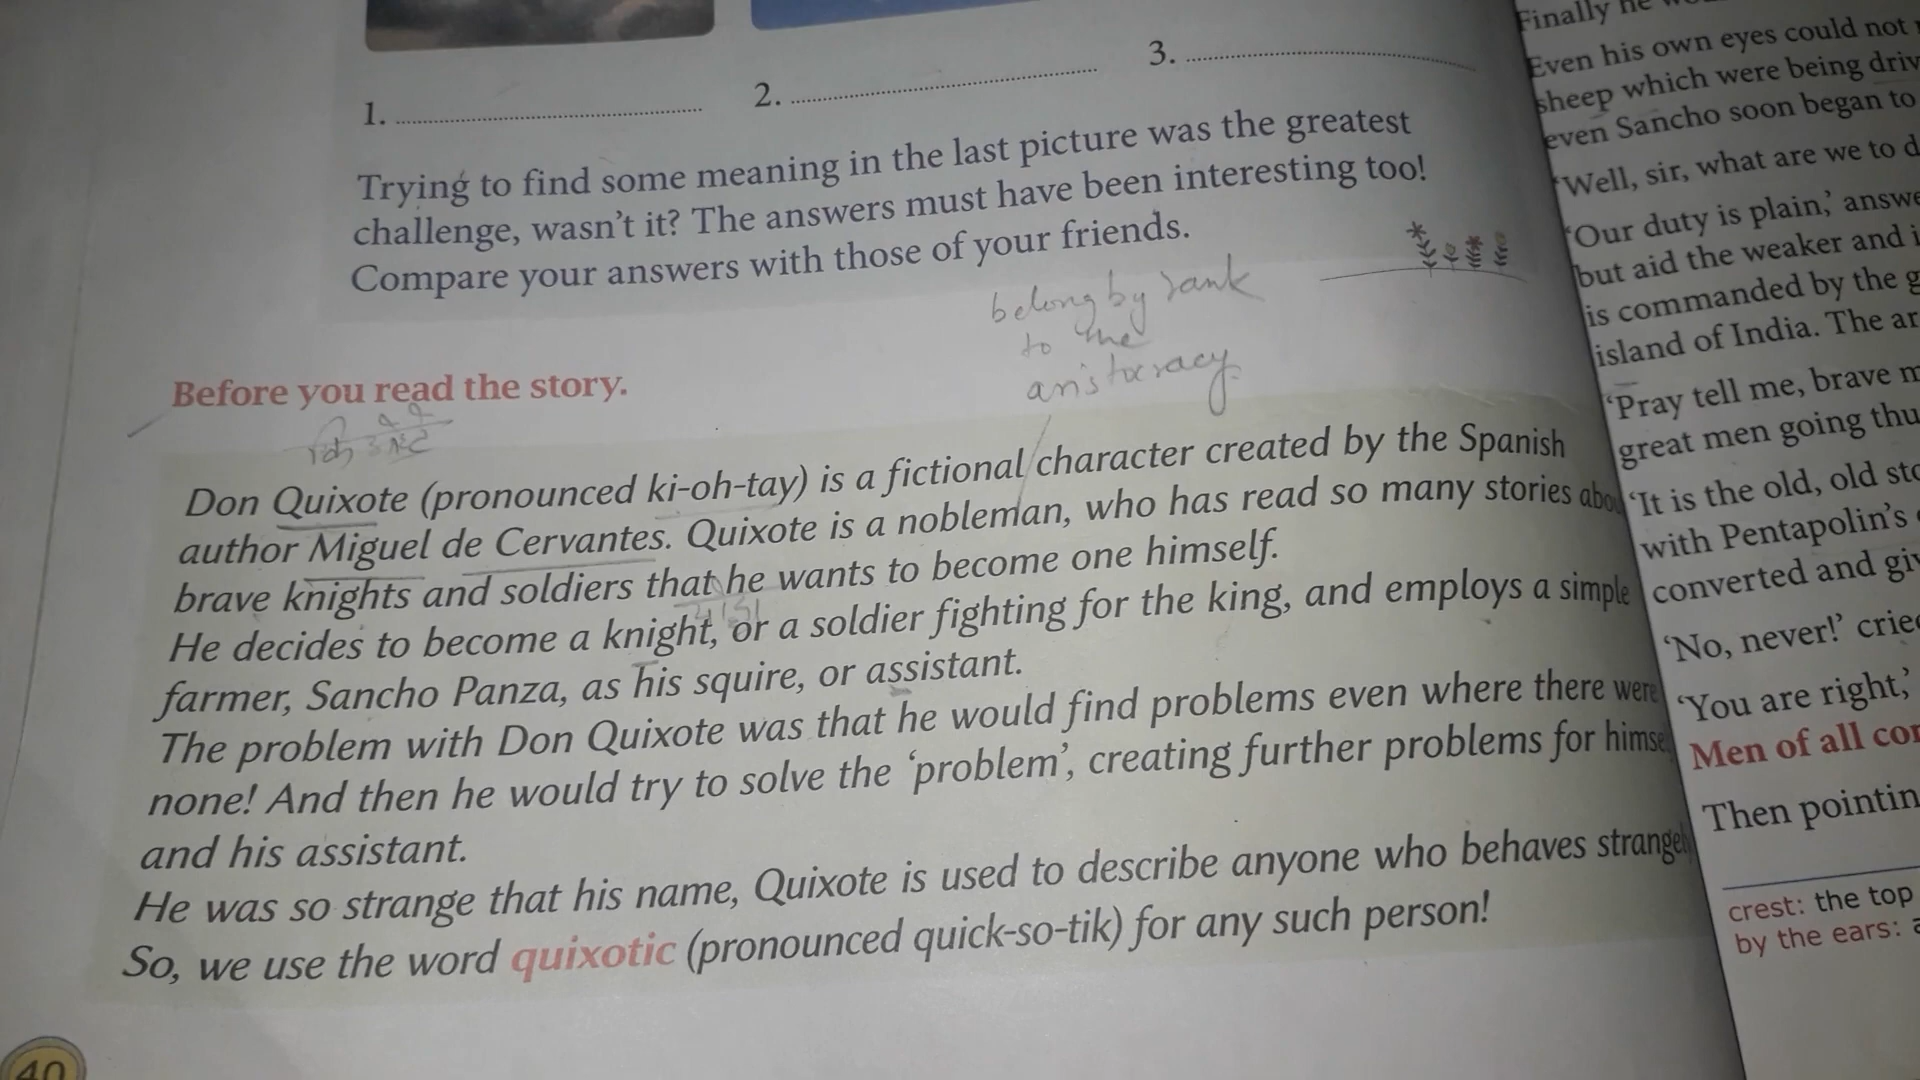 1.
2.
3.
Trying to find some meaning in the last picture was the greatest
challenge, wasn't it? The answers must have been interesting too!
Compare your answers with those of your friends.
belong by rank
to the
aristocracy.
Before you read the story.
Don Quixote (pronounced ki-oh-tay) is a fictional character created by the Spanish
author Miguel de Cervantes. Quixote is a nobleman, who has read so many stories abou
brave knights and soldiers that he wants to become one himself.
He decides to become a knight, or a soldier fighting for the king, and employs a simple
farmer, Sancho Panza, as his squire, or assistant.
The problem with Don Quixote was that he would find problems even where there were
none! And then he would try to solve the 'problem', creating further problems for himse
and his assistant.
He was so strange that his name, Quixote is used to describe anyone who behaves strangel
So, we use the word quixotic (pronounced quick-so-tik) for any such person!
40
Finally he
Even his own eyes could not
sheep which were being driv
even Sancho soon began to
'Well, sir, what are we to d
'Our duty is plain,' answe
but aid the weaker and i
is commanded by the g
island of India. The ar
'Pray tell me, brave m
great men going thu
'It is the old, old sto
with Pentapolin's
converted and giv
'No, never!' cried
'You are right,'
Men of all con
Then pointin
crest: the top
by the ears: a